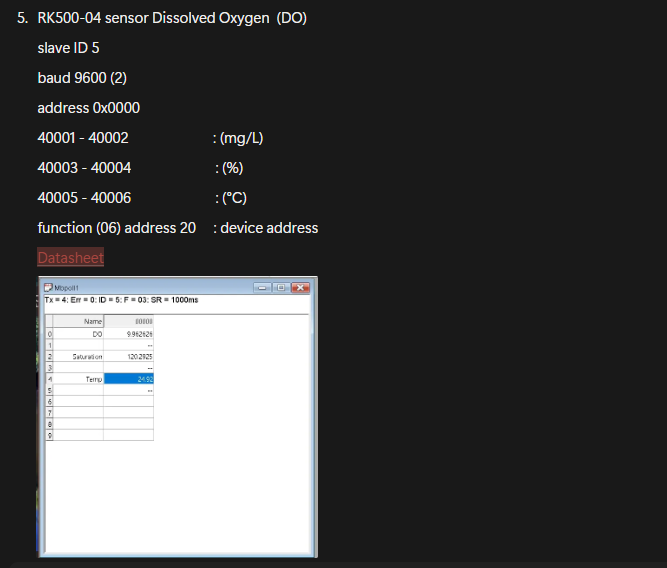 5. RK500-04 sensor Dissolved Oxygen (DO)
slave ID 5
baud 9600 (2)
address 0x0000
40001 - 40002 : (mg/L)
40003 - 40004 : (%)
40005 - 40006 : (°C)
function (06) address 20 : device address
Datasheet
Mbpoll1
Tx = 4: Err = 0: ID = 5: F = 03: SR = 1000ms
Name 00000
0 DO 9.962626
1 --
2 Saturation 120.2925
3 --
4 Temp 24.92
5 --
6
7
8
9